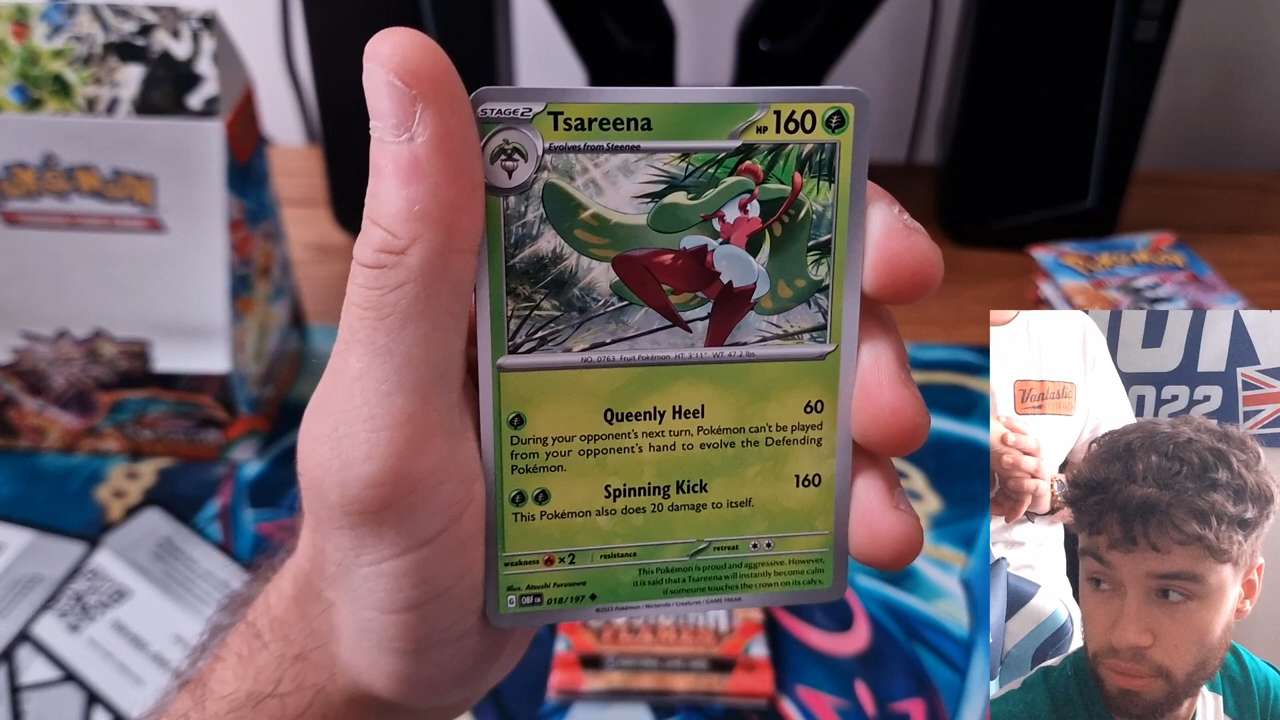 POKéMON
STAGE2
Tsareena
HP 160
Evolves from Steenee
NO. 0763 Fruit Pokémon HT: 3'11" WT: 47.2 lbs
Queenly Heel 60
During your opponent's next turn, Pokémon can't be played
from your opponent's hand to evolve the Defending
Pokémon.
Spinning Kick 160
This Pokémon also does 20 damage to itself.
weakness ×2 resistance retreat
This Pokémon is proud and aggressive. However,
it is said that a Tsareena will instantly become calm
if someone touches the crown on its calyx.
Illus. Atsushi Furusawa
G OBF EN 018/197
©2023 Pokémon / Nintendo / Creatures / GAME FREAK
POKéMON
Vantastic
2022